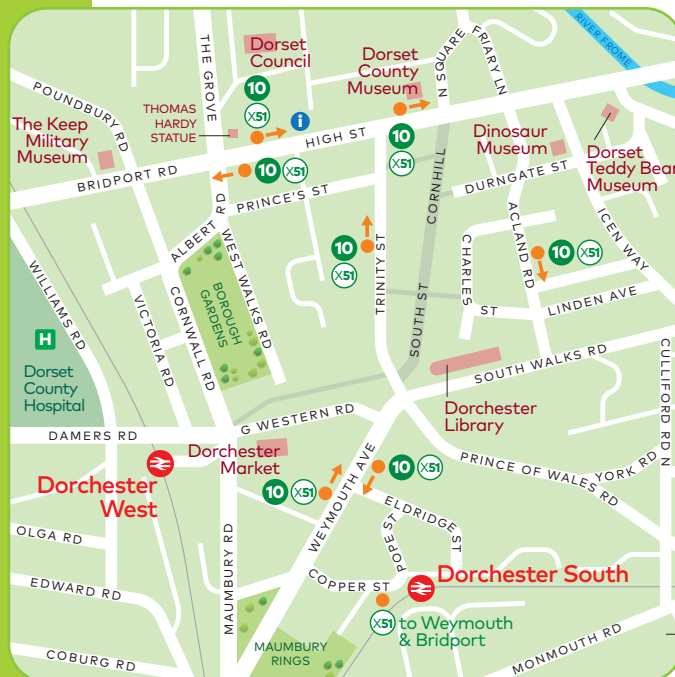 RIVER FROME
THE GROVE
Dorset
Council
Dorset
County
Museum
N SQUARE
FRIARY LN
POUNDBURY RD
10
X51
i
THOMAS
HARDY
STATUE
The Keep
Military
Museum
HIGH ST
10
X51
Dinosaur
Museum
Dorset
Teddy Bear
Museum
BRIDPORT RD
10 X51
PRINCE'S ST
DURNGATE ST
CORNHILL
ALBERT RD
WEST WALKS RD
10
X51
TRINITY ST
CHARLES
ST
ACLAND RD
10 X51
ICEN WAY
LINDEN AVE
WILLIAMS RD
VICTORIA RD
CORNWALL RD
BOROUGH
GARDENS
SOUTH ST
H
Dorset
County
Hospital
SOUTH WALKS RD
CULLIFORD RD N
Dorchester
Library
G WESTERN RD
DAMERS RD
Dorchester
Market
Dorchester
West
WEYMOUTH AVE
10 X51
10 X51
PRINCE OF WALES RD
YORK RD
ELDRIDGE ST
POPE ST
OLGA RD
MAUMBURY RD
COPPER ST
Dorchester South
EDWARD RD
X51 to Weymouth
& Bridport
MAUMBURY
RINGS
COBURG RD
MONMOUTH RD